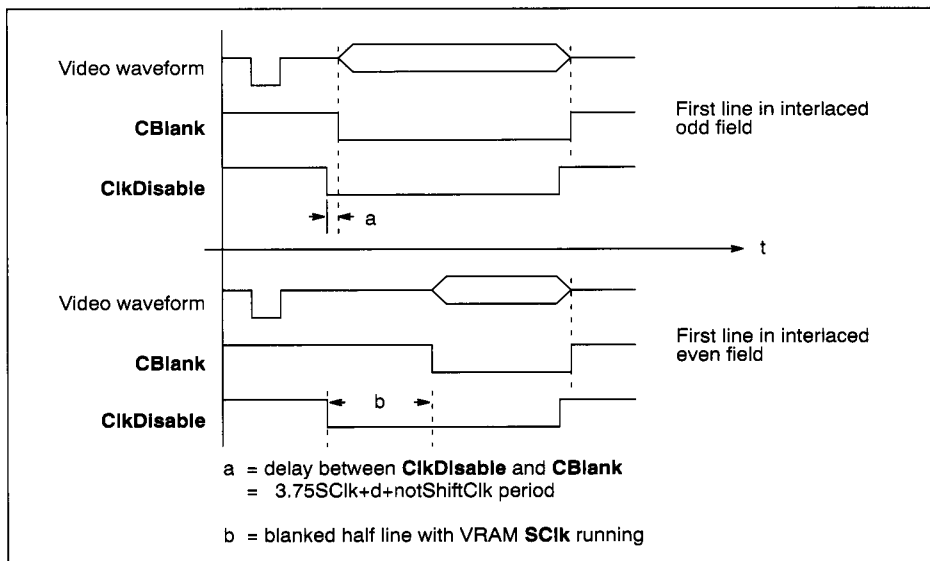 Video waveform
CBlank
ClkDisable
First line in interlaced
odd field
a
t
Video waveform
CBlank
ClkDisable
First line in interlaced
even field
b
a = delay between ClkDisable and CBlank
= 3.75SClk+d+notShiftClk period
b = blanked half line with VRAM SClk running